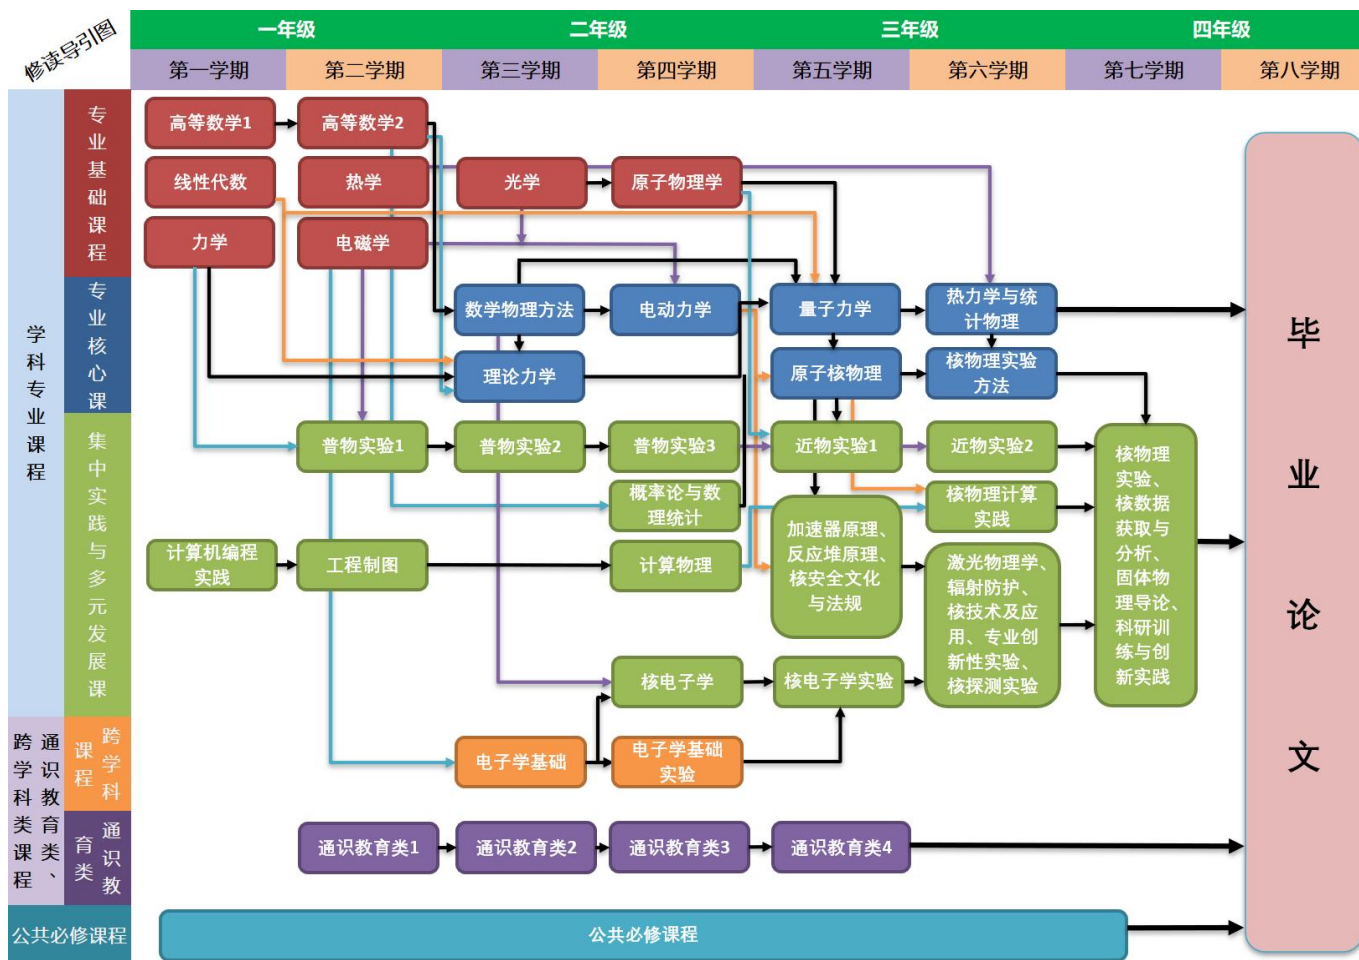 修读导引图
一年级
二年级
三年级
四年级
第一学期
第二学期
第三学期
第四学期
第五学期
第六学期
第七学期
第八学期
学科专业课程
专业基础课程
高等数学1
高等数学2
线性代数
热学
光学
原子物理学
力学
电磁学
专业核心课
数学物理方法
电动力学
量子力学
热力学与统
计物理
理论力学
原子核物理
核物理实验
方法
集中实践与多元发展课
普物实验1
普物实验2
普物实验3
近物实验1
近物实验2
概率论与数
理统计
核物理计算
实践
计算机编程
实践
工程制图
计算物理
加速器原理、
反应堆原理、
核安全文化
与法规
激光物理学、
辐射防护、
核技术及应
用、专业创
新性实验、
核探测实验
核物理
实验、
核数据
获取与
分析、
固体物
理导论、
科研训
练与创
新实践
核电子学
核电子学实验
通识教育类、
跨学科类课程
跨学科
课程
电子学基础
电子学基础
实验
通识教
育类
通识教育类1
通识教育类2
通识教育类3
通识教育类4
公共必修课程
公共必修课程
毕业论文